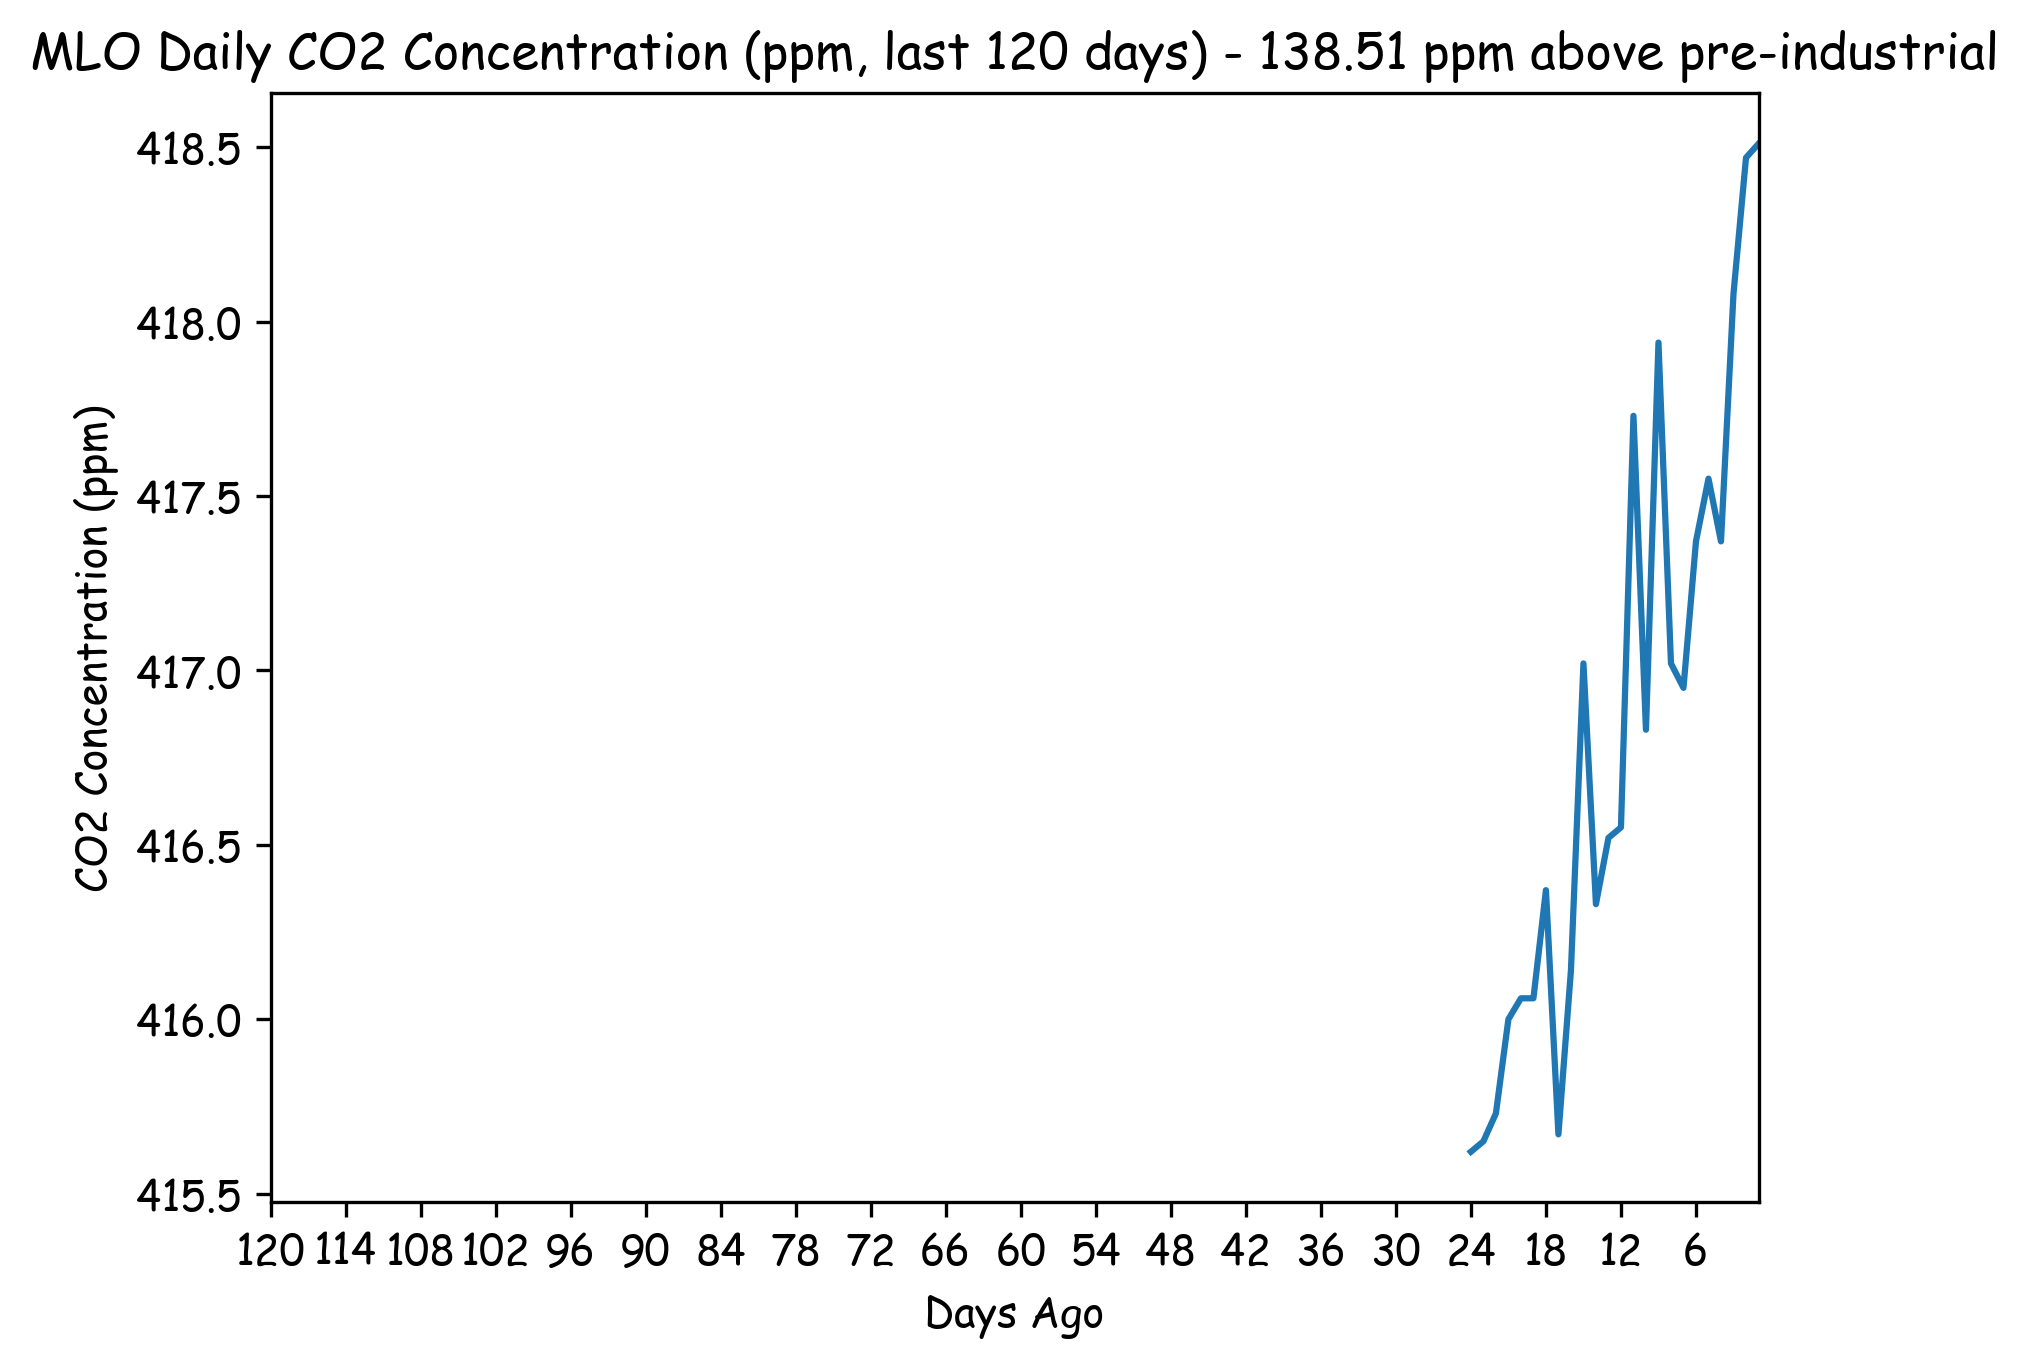 MLO Daily CO2 Concentration (ppm, last 120 days) - 138.51 ppm above pre-industrial
418.5
418.0
417.5
417.0
416.5
416.0
415.5
CO2 Concentration (ppm)
120 114 108 102 96 90 84 78 72 66 60 54 48 42 36 30 24 18 12 6
Days Ago